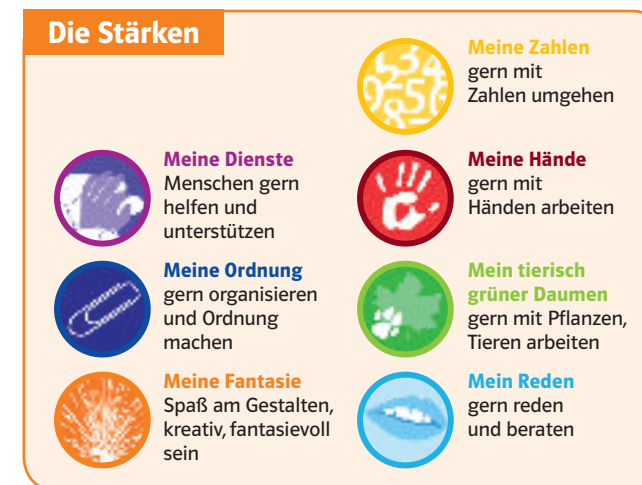 Die Stärken
Meine Zahlen
gern mit
Zahlen umgehen
Meine Dienste
Menschen gern
helfen und
unterstützen
Meine Hände
gern mit
Händen arbeiten
Meine Ordnung
gern organisieren
und Ordnung
machen
Mein tierisch
grüner Daumen
gern mit Pflanzen,
Tieren arbeiten
Meine Fantasie
Spaß am Gestalten,
kreativ, fantasievoll
sein
Mein Reden
gern reden
und beraten